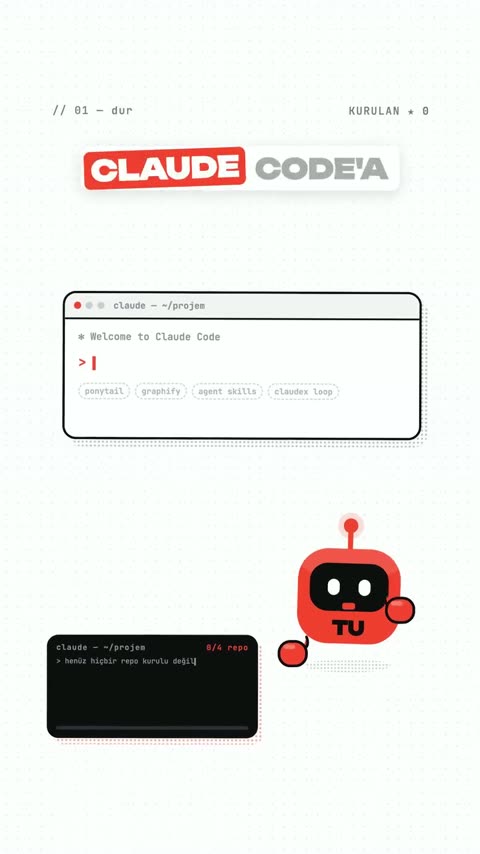 // 01 — dur
KURULAN ★ 0
CLAUDE CODE'A
claude — ~/projem
✻ Welcome to Claude Code
>
ponytail graphify agent skills claudex loop
TU
claude — ~/projem 0/4 repo
> henüz hiçbir repo kurulu değil